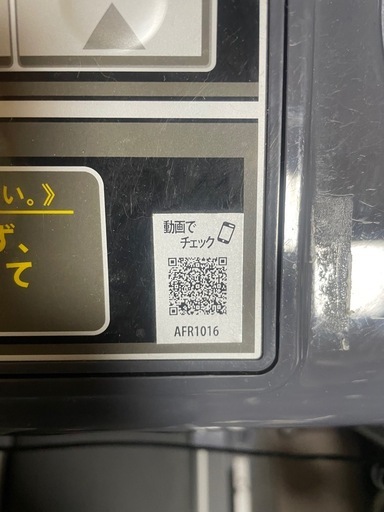 い。》
ず、
て
動画で
チェック
AFR1016